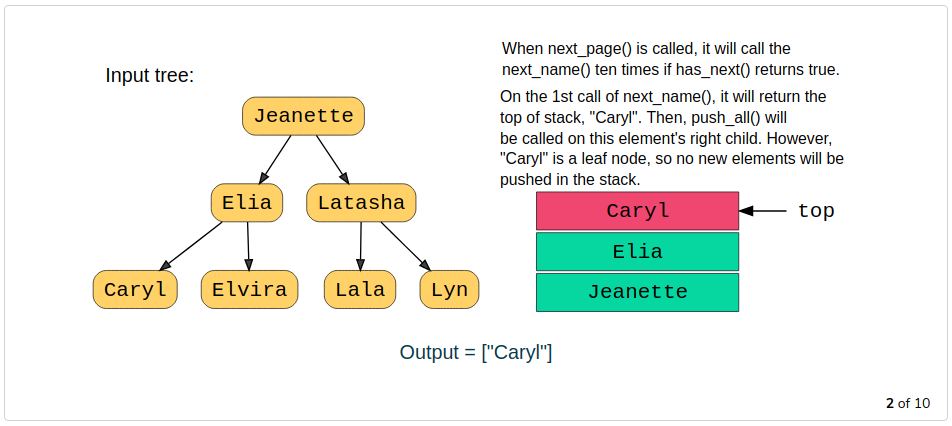 Input tree:
Jeanette
Elia
Latasha
Caryl
Elvira
Lala
Lyn
When next_page() is called, it will call the
next_name() ten times if has_next() returns true.
On the 1st call of next_name(), it will return the
top of stack, "Caryl". Then, push_all() will
be called on this element's right child. However,
"Caryl" is a leaf node, so no new elements will be
pushed in the stack.
Caryl
top
Elia
Jeanette
Output = ["Caryl"]
2 of 10